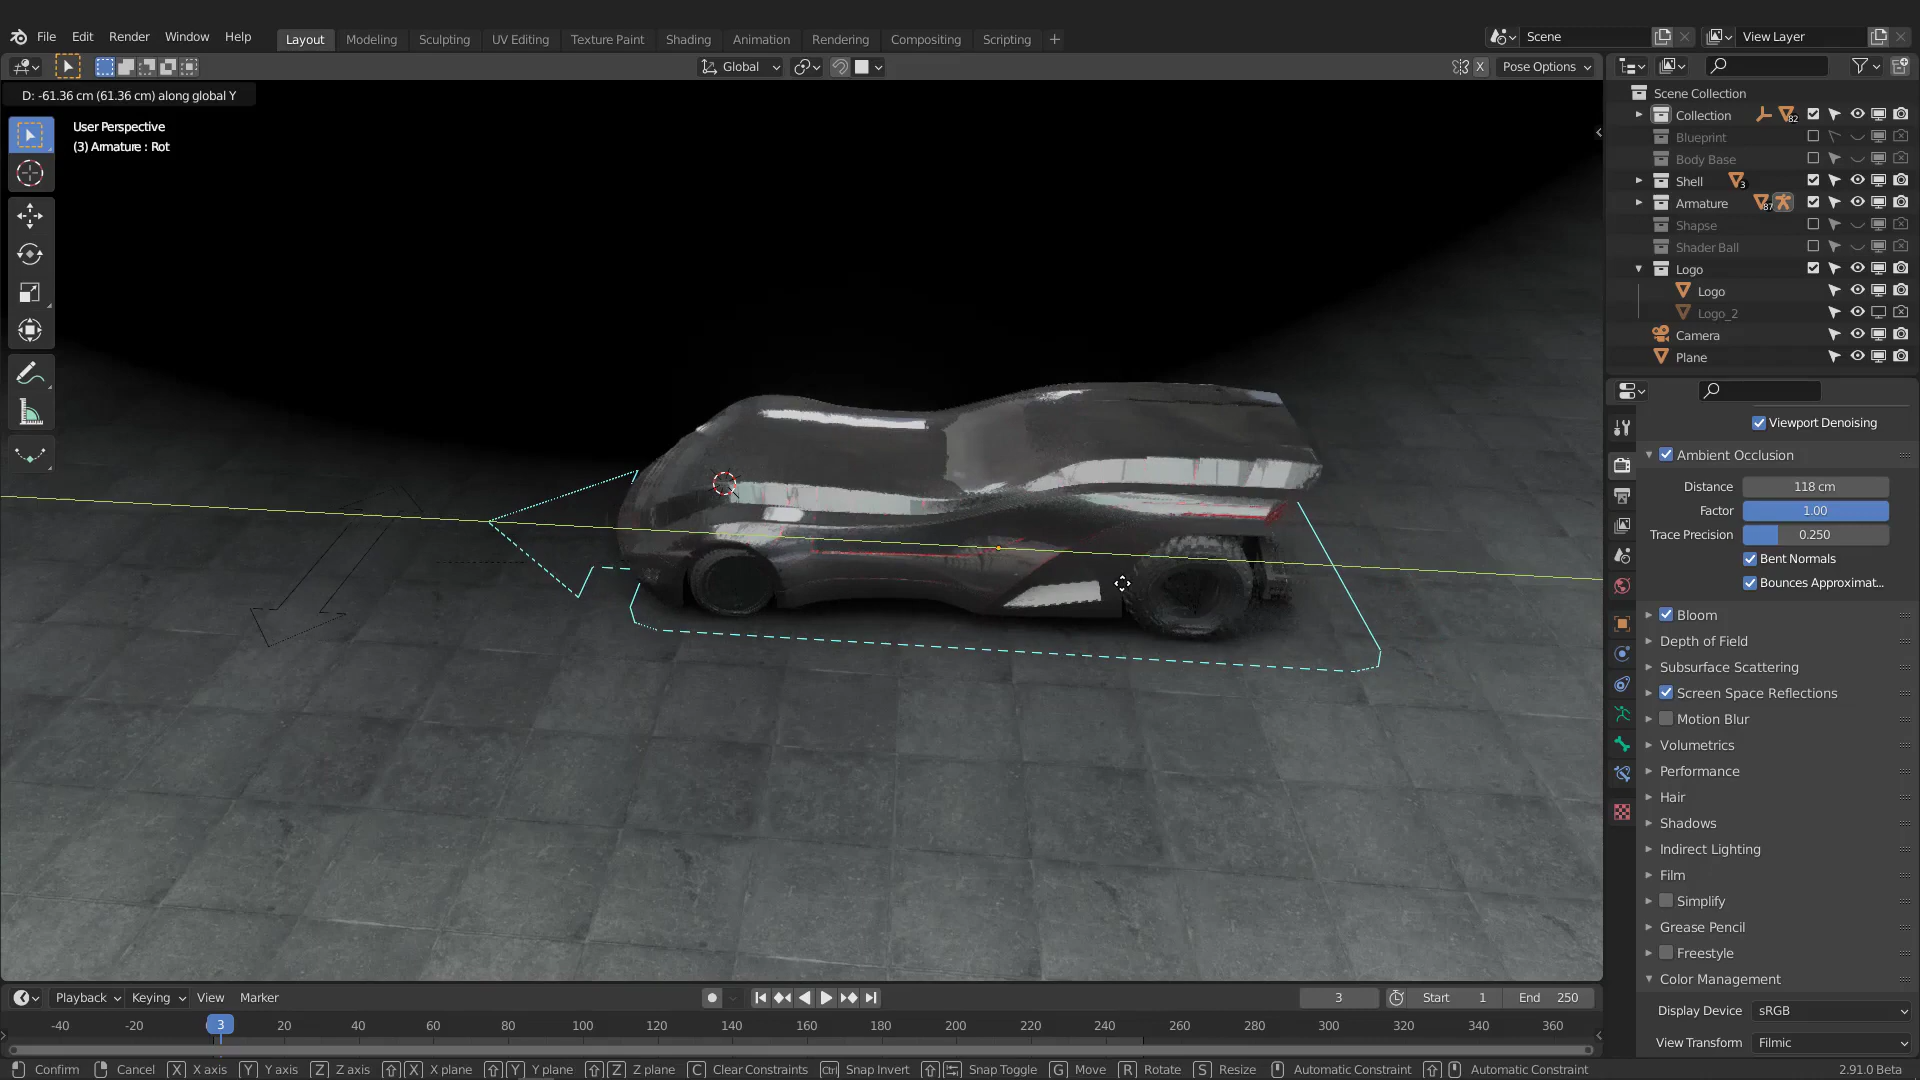 File Edit Render Window Help Layout Modeling Sculpting UV Editing Texture Paint Shading Animation Rendering Compositing Scripting Scene View Layer
Global X Pose Options
D: -61.36 cm (61.36 cm) along global Y
User Perspective
(3) Armature : Rot
Scene Collection
Collection 82
Blueprint
Body Base
Shell 3
Armature 87
Shapse
Shader Ball
Logo
Logo
Logo_2
Camera
Plane
Viewport Denoising
Ambient Occlusion
Distance 118 cm
Factor 1.00
Trace Precision 0.250
Bent Normals
Bounces Approximat...
Bloom
Depth of Field
Subsurface Scattering
Screen Space Reflections
Motion Blur
Volumetrics
Performance
Hair
Shadows
Indirect Lighting
Film
Simplify
Grease Pencil
Freestyle
Color Management
Display Device sRGB
View Transform Filmic
Playback Keying View Marker 3 Start 1 End 250
-40 -20 3 20 40 60 80 100 120 140 160 180 200 220 240 260 280 300 320 340 360
Confirm Cancel X X axis Y Y axis Z Z axis X X plane Y Y plane Z Z plane C Clear Constraints Ctrl Snap Invert Snap Toggle G Move R Rotate S Resize Automatic Constraint Automatic Constraint 2.91.0 Beta